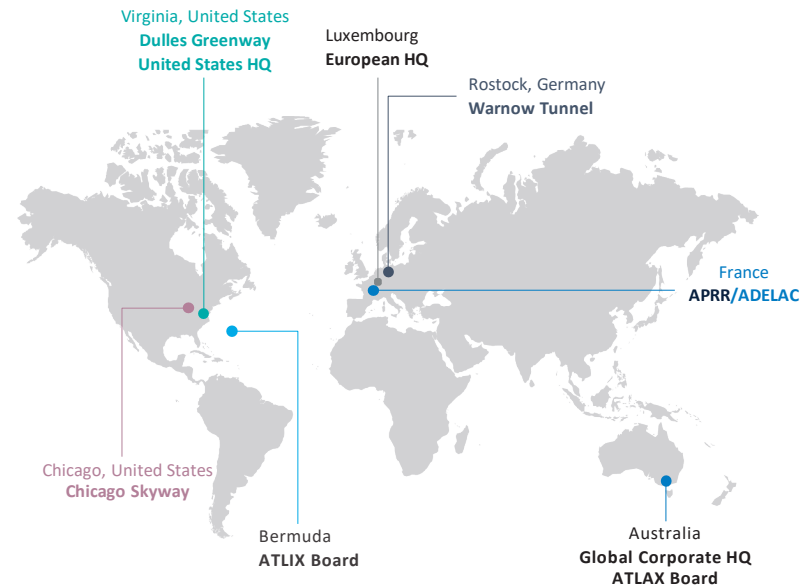 Virginia, United States
Dulles Greenway
United States HQ
Luxembourg
European HQ
Rostock, Germany
Warnow Tunnel
France
APRR/ADELAC
Chicago, United States
Chicago Skyway
Bermuda
ATLIX Board
Australia
Global Corporate HQ
ATLAX Board